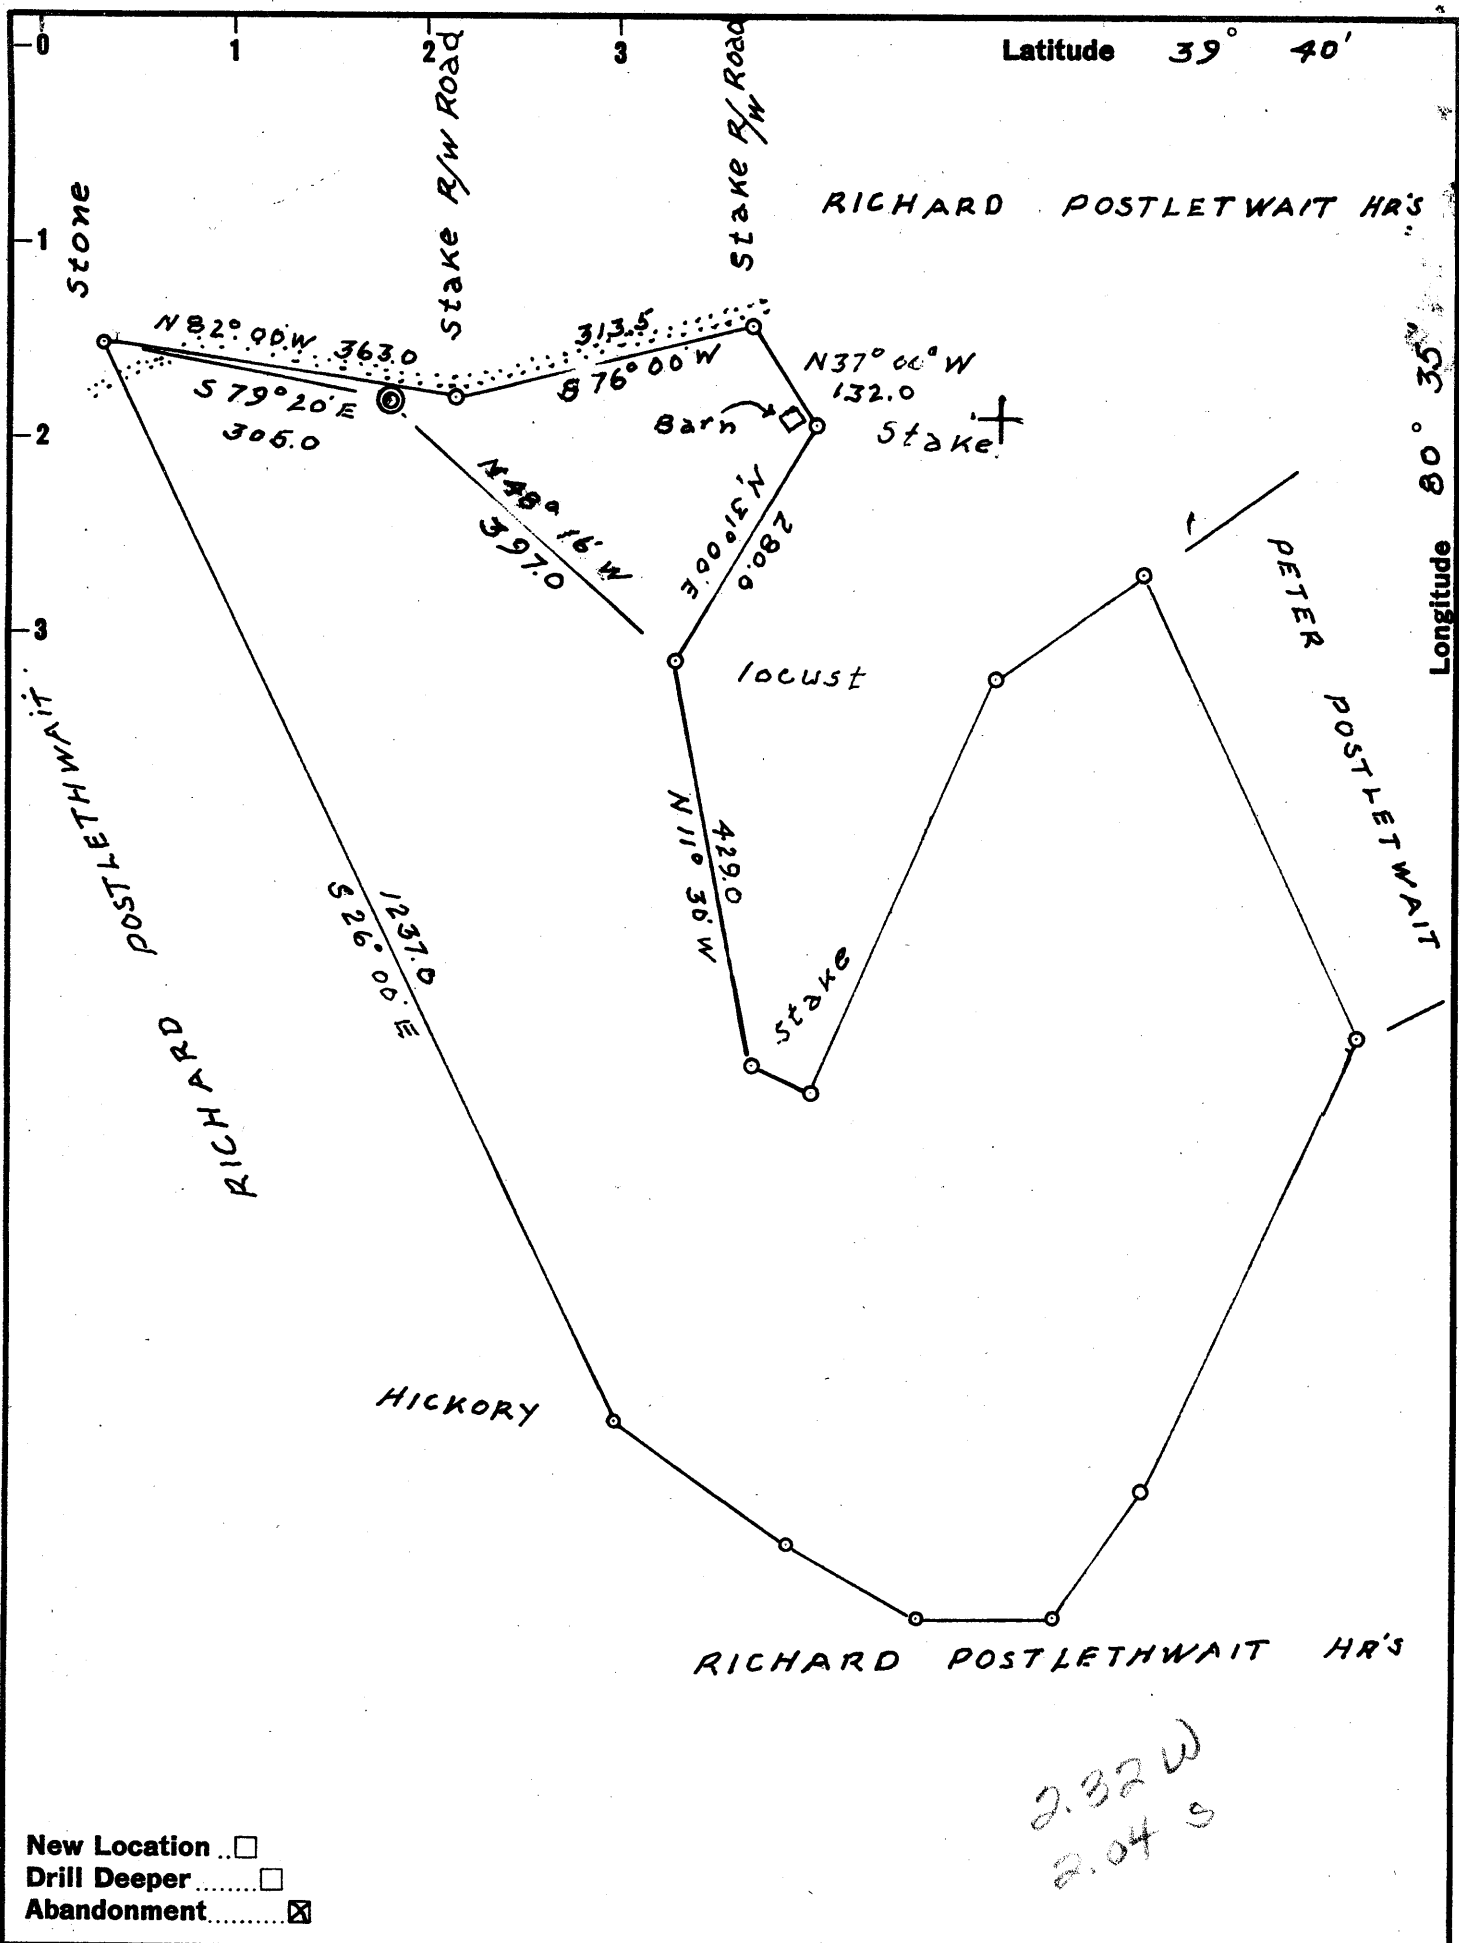 0 1 2 3 Latitude 39° 40'
1
2
3
Longitude 80° 35'
Stone
Stake R/W Road
Stake R/W Road
RICHARD POSTLETWAIT HR'S
N 82° 00' W 363.0
S 79° 20' E
305.0
313.5
S 76° 00 W
N 37° 00' W
132.0
Barn
Stake
N 48° 16' W
397.0
N 31° 00' E
280.0
locust
PETER POSTLETWAIT
RICHARD POSTLETHWAIT
N 11° 30' W
429.0
1237.0
S 26° 00' E
Stake
HICKORY
RICHARD POSTLETHWAIT HR'S
2.32 W
2.04 S
New Location ..☐
Drill Deeper ........☐
Abandonment..........☒